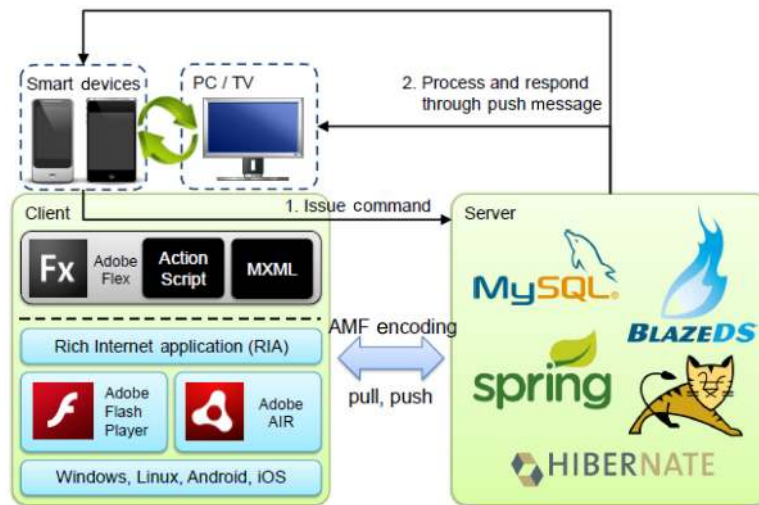 Smart devices
PC / TV
2. Process and respond
through push message
1. Issue command
Client
Server
Fx
Adobe
Flex
Action
Script
MXML
MySQL®
BLAZEDS
AMF encoding
pull, push
Rich Internet application (RIA)
spring
Adobe
Flash
Player
Adobe
AIR
HIBERNATE
Windows, Linux, Android, iOS